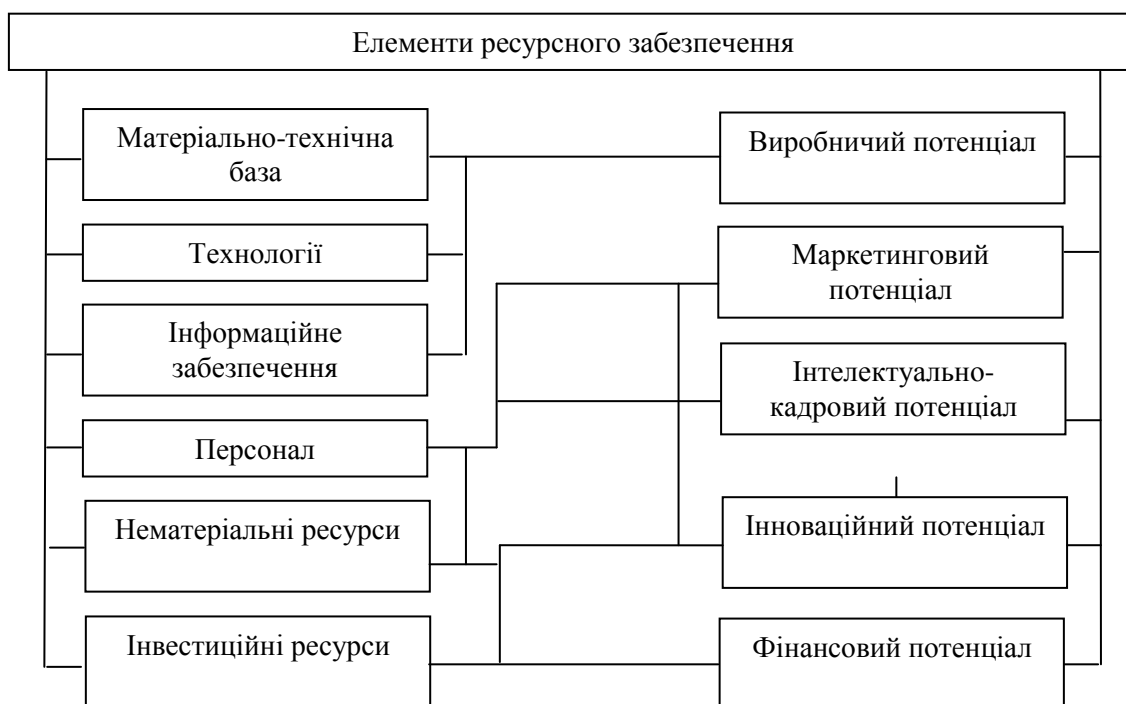 Елементи ресурсного забезпечення
Матеріально-технічна
база
Технології
Інформаційне
забезпечення
Персонал
Нематеріальні ресурси
Інвестиційні ресурси
Виробничий потенціал
Маркетинговий
потенціал
Інтелектуально-
кадровий потенціал
Інноваційний потенціал
Фінансовий потенціал